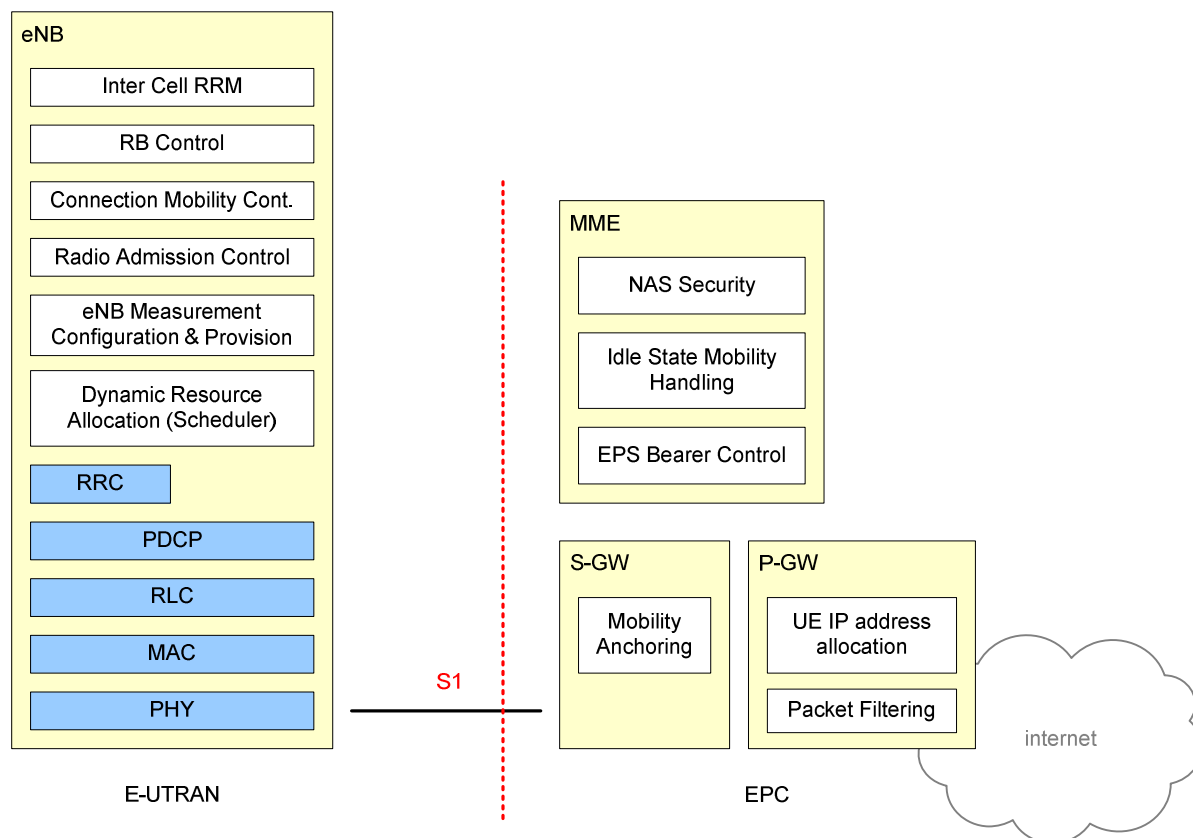 eNB
Inter Cell RRM
RB Control
Connection Mobility Cont.
Radio Admission Control
eNB Measurement
Configuration & Provision
Dynamic Resource
Allocation (Scheduler)
RRC
PDCP
RLC
MAC
PHY
S1
MME
NAS Security
Idle State Mobility
Handling
EPS Bearer Control
S-GW
Mobility
Anchoring
P-GW
UE IP address
allocation
Packet Filtering
internet
E-UTRAN
EPC